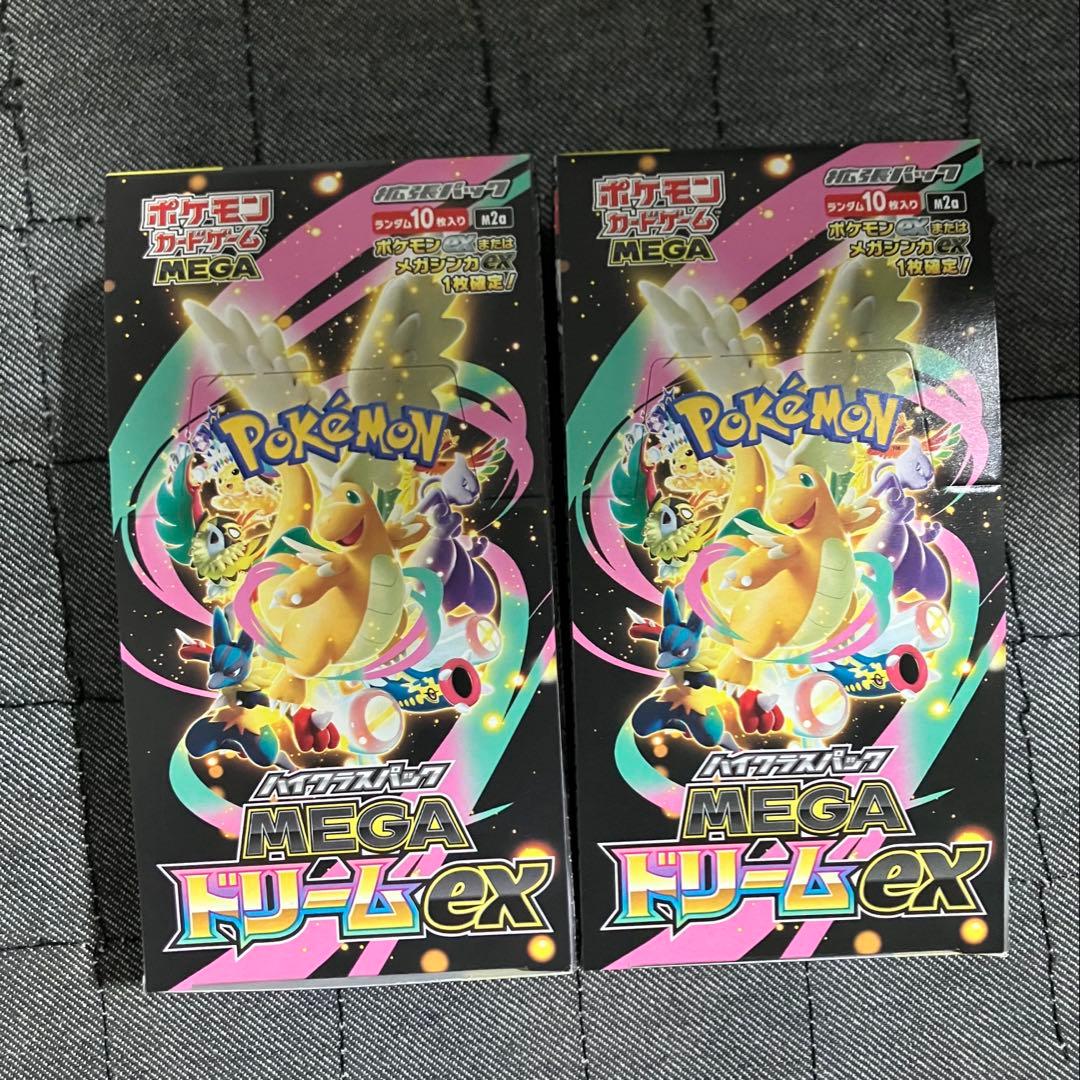 ポケモン
カードゲーム
MEGA
拡張パック
ランダム10枚入り M2a
ポケモンexまたは
メガシンカex
1枚確定!
POKéMON
ハイクラスパック
MEGA
ドリームex
ポケモン
カードゲーム
MEGA
拡張パック
ランダム10枚入り M2a
ポケモンexまたは
メガシンカex
1枚確定!
POKéMON
ハイクラスパック
MEGA
ドリームex